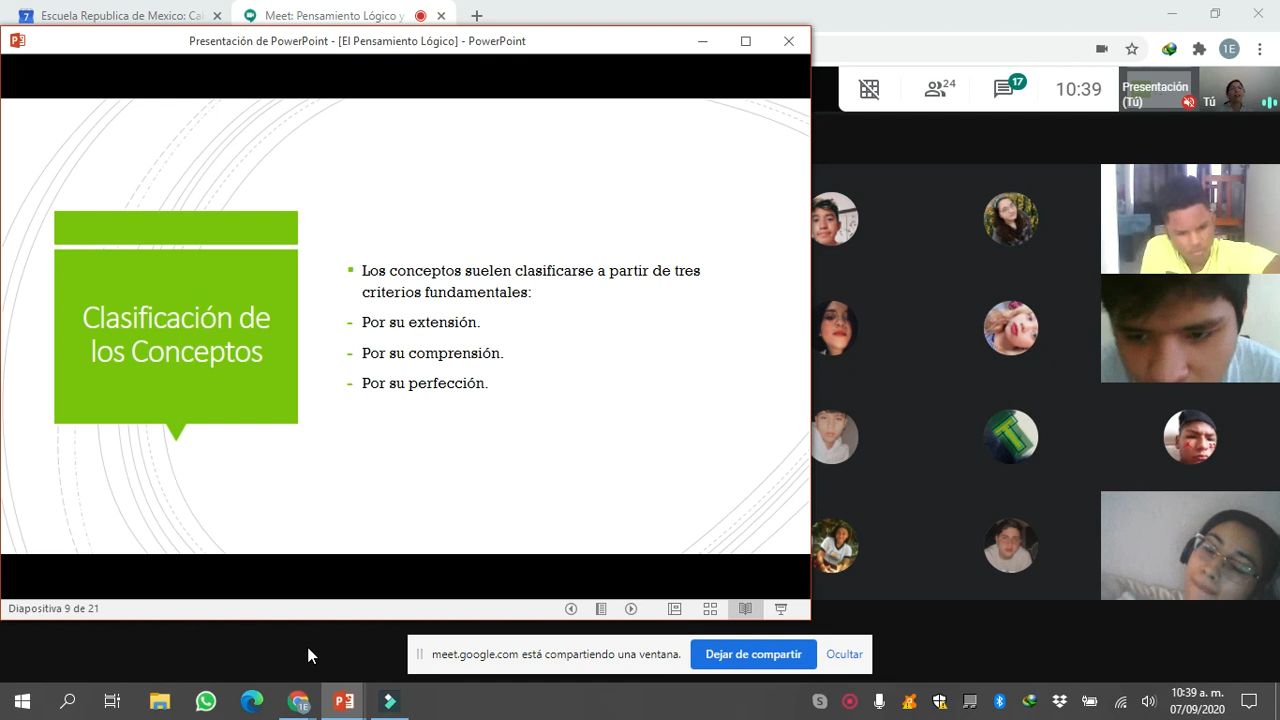 Escuela Republica de Mexico: Cal
Meet: Pensamiento Lógico y
Presentación de PowerPoint - [El Pensamiento Lógico] - PowerPoint
1E
24
17
10:39
Presentación
(Tú)
Tú
Clasificación de
los Conceptos
Los conceptos suelen clasificarse a partir de tres
criterios fundamentales:
- Por su extensión.
- Por su comprensión.
- Por su perfección.
Diapositiva 9 de 21
meet.google.com está compartiendo una ventana.
Dejar de compartir
Ocultar
10:39 a. m.
07/09/2020